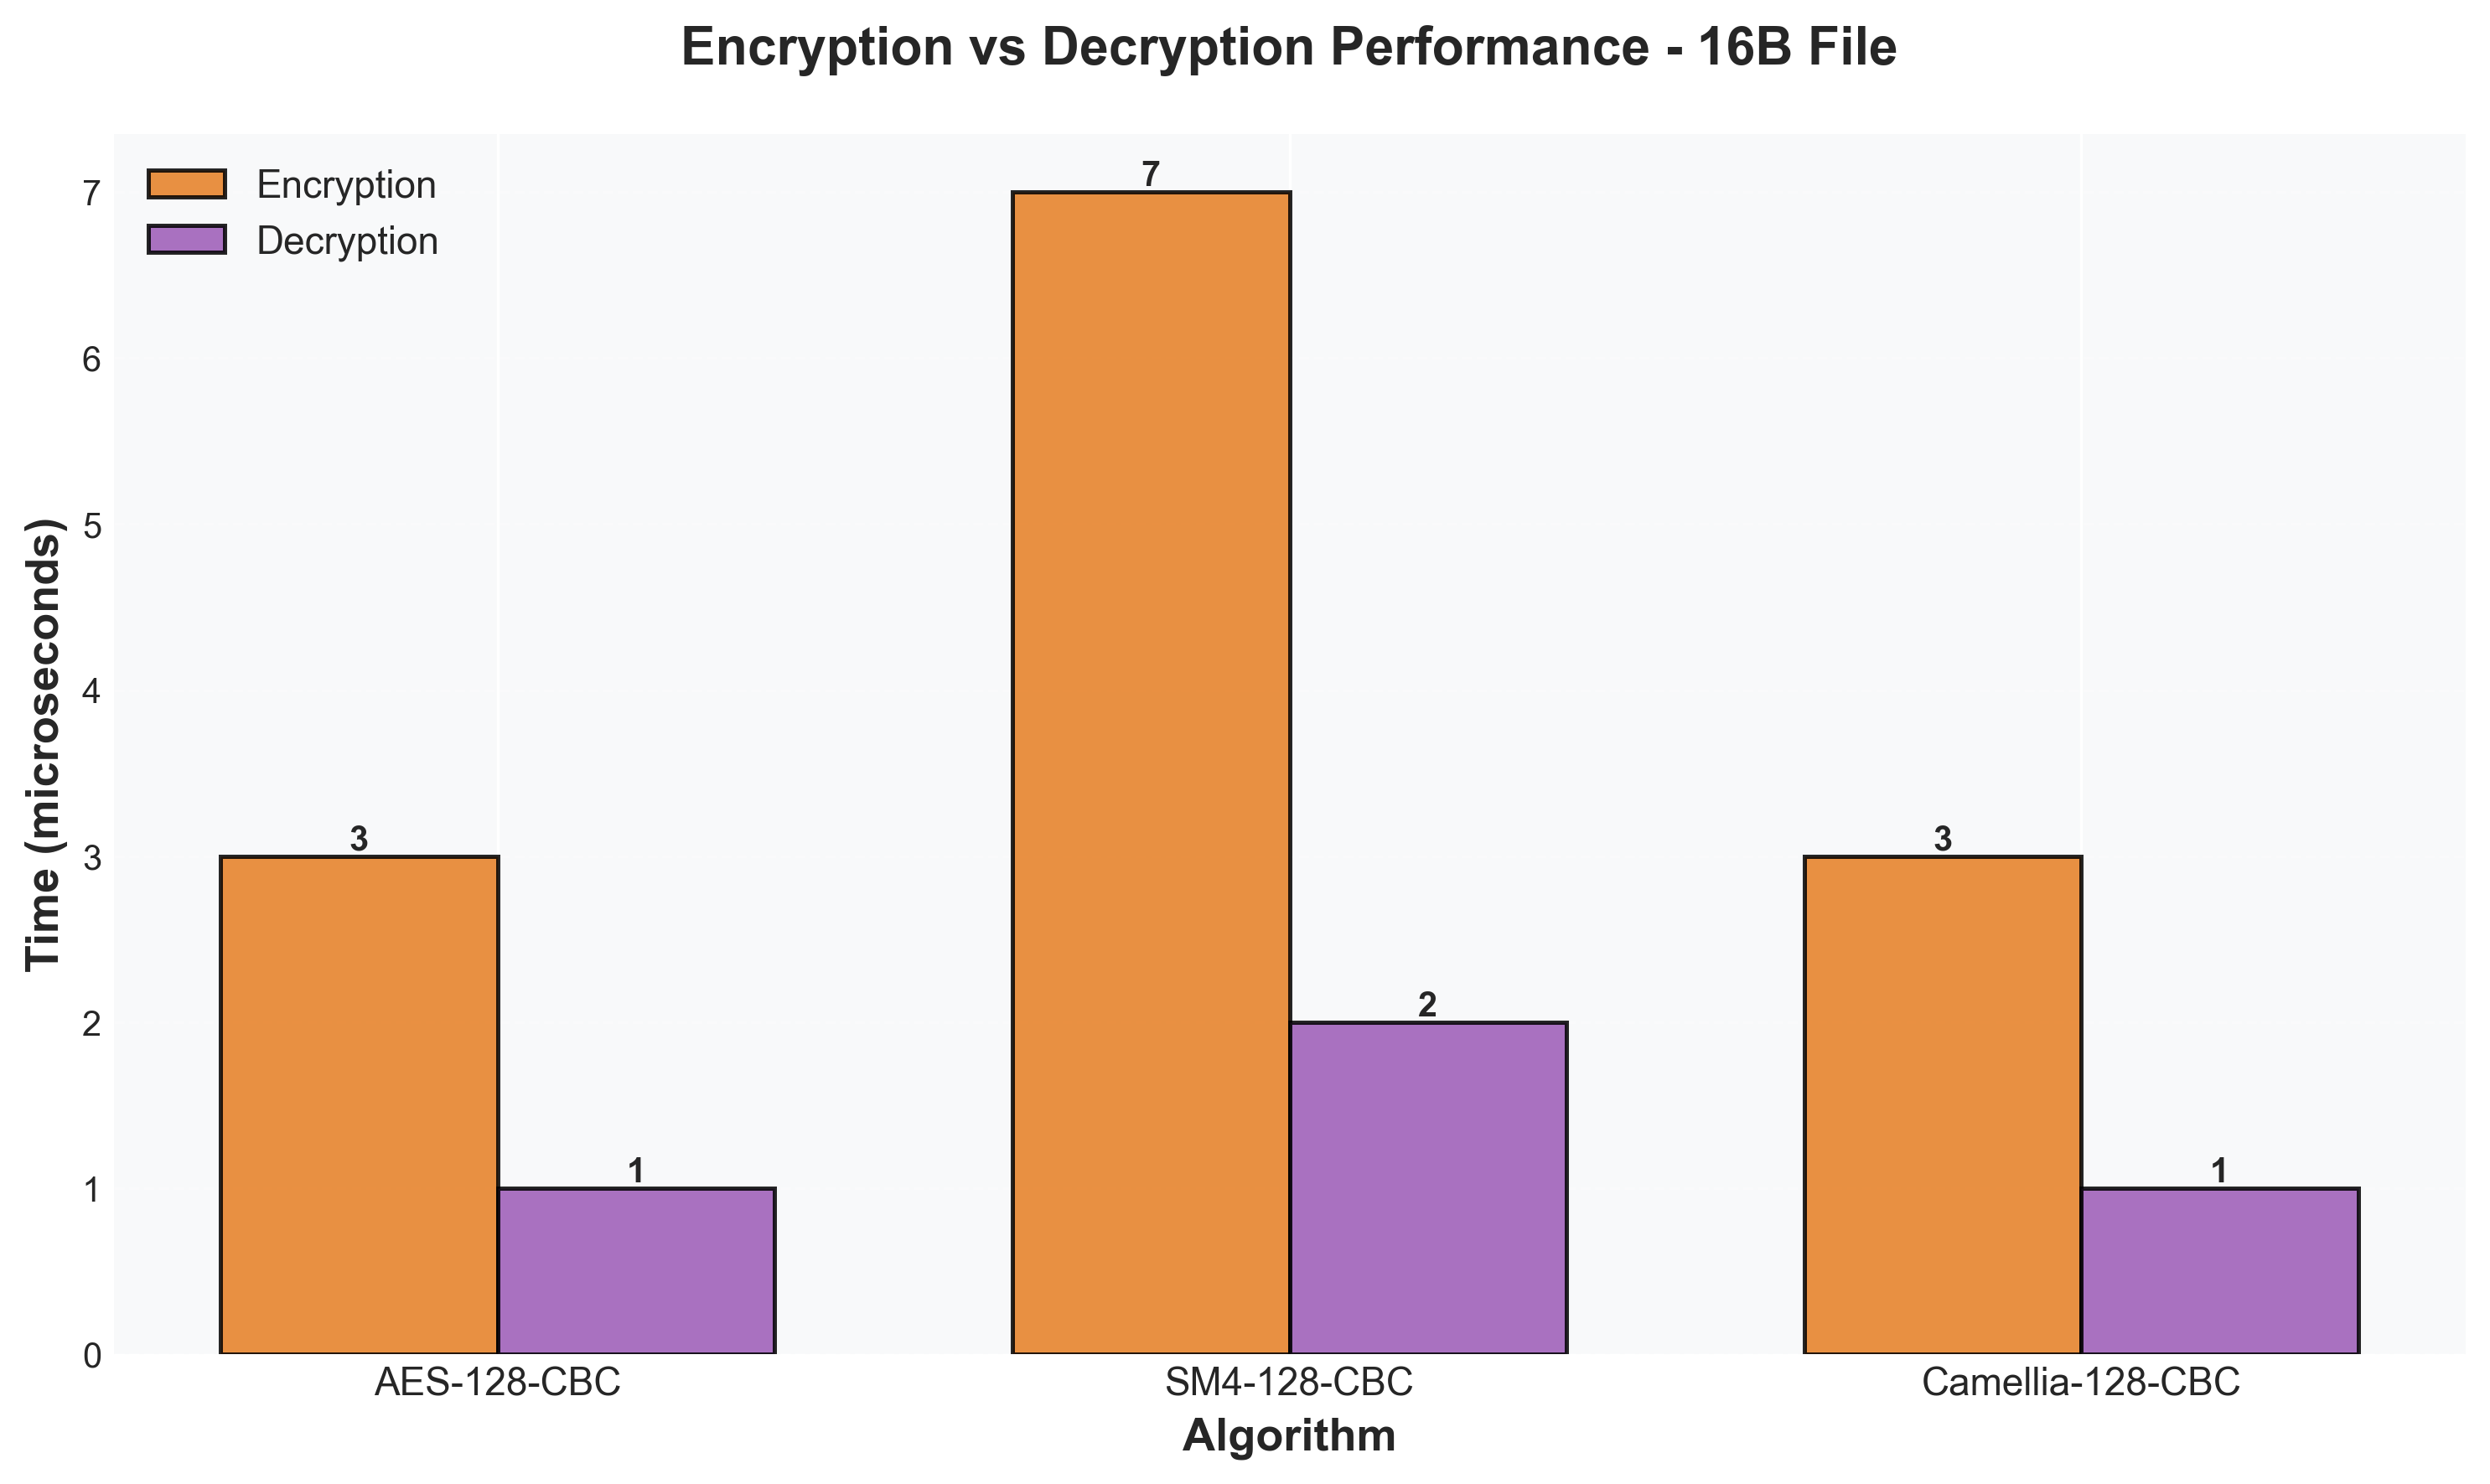 Encryption vs Decryption Performance - 16B File
Encryption
Decryption
Time (microseconds)
7
6
5
4
3
2
1
0
3
1
7
2
3
1
AES-128-CBC
SM4-128-CBC
Camellia-128-CBC
Algorithm